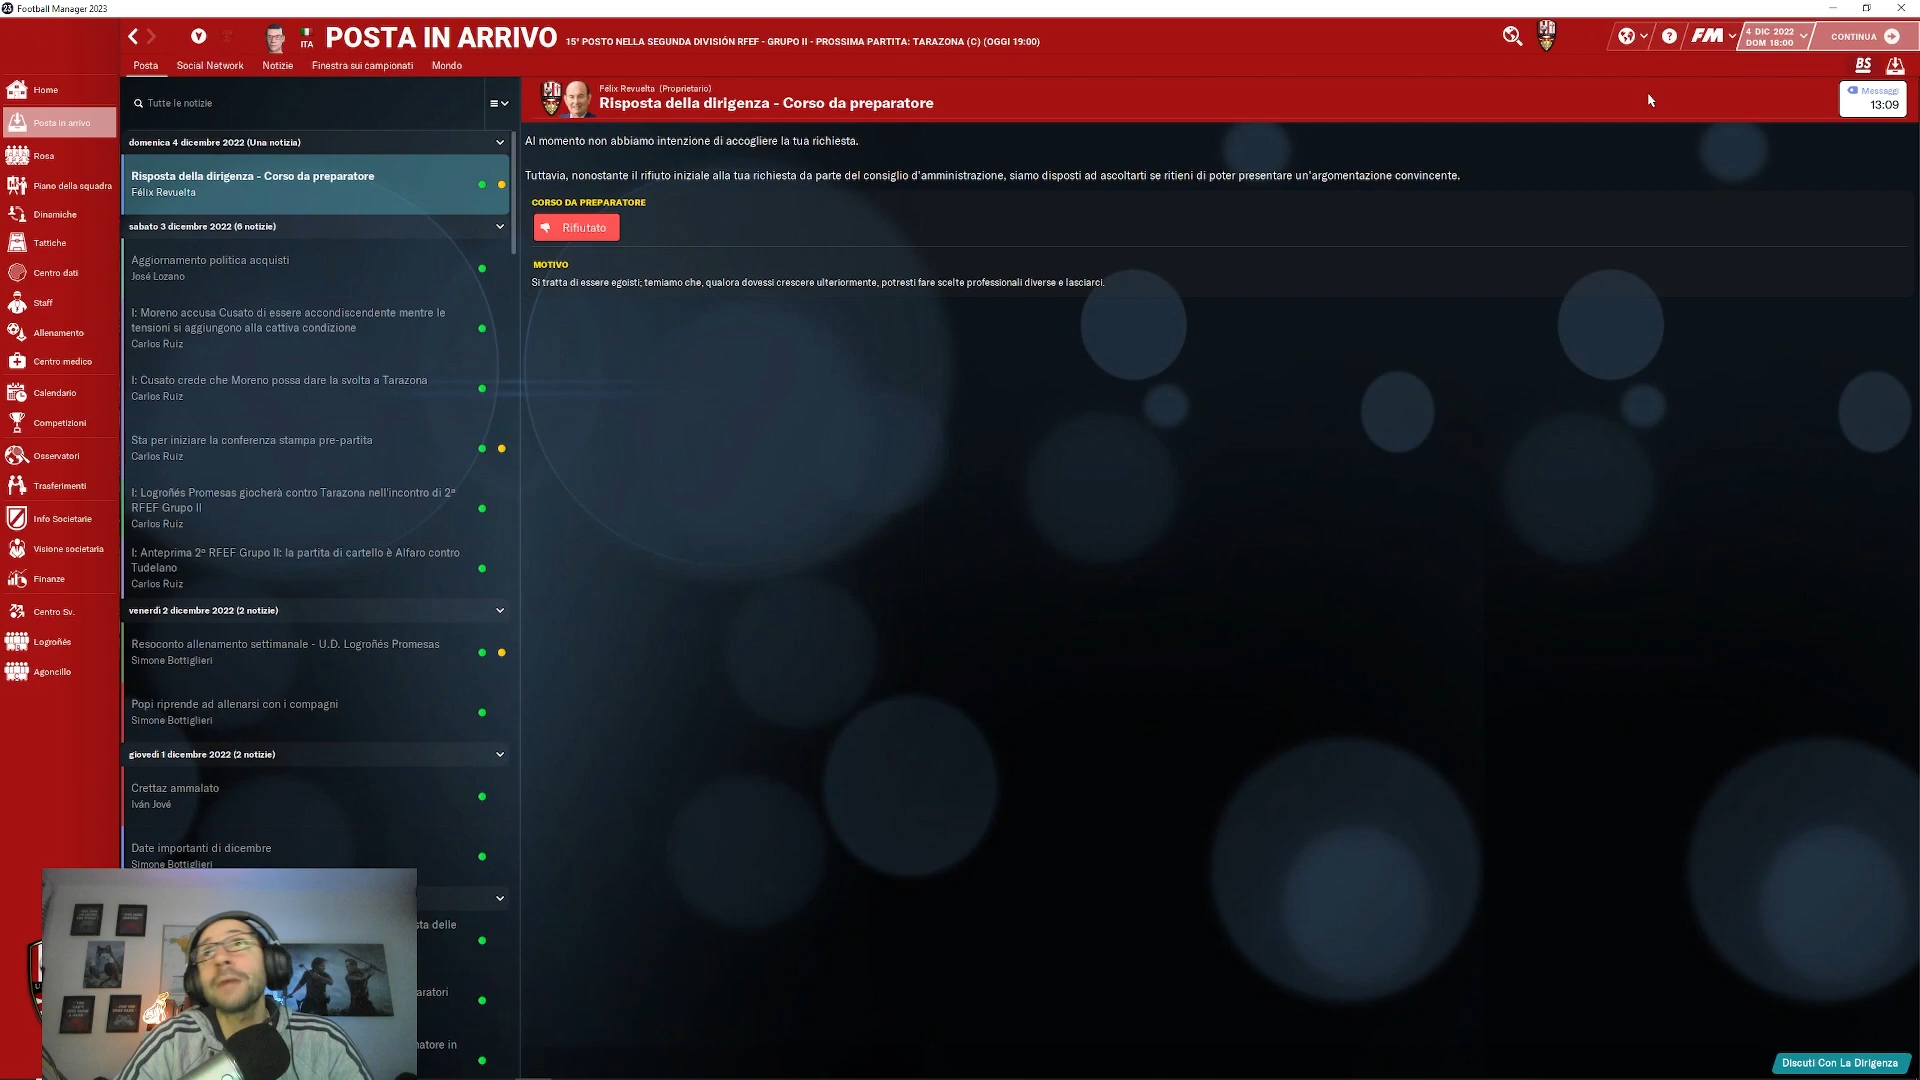 Football Manager 2023
ITA
POSTA IN ARRIVO
15° POSTO NELLA SEGUNDA DIVISIÓN RFEF - GRUPO II - PROSSIMA PARTITA: TARAZONA (C) (OGGI 19:00)
FM
4 DIC 2022
DOM 18:00
CONTINUA
Posta
Social Network
Notizie
Finestra sui campionati
Mondo
BS
Home
Posta in arrivo
Rosa
Piano della squadra
Dinamiche
Tattiche
Centro dati
Staff
Allenamento
Centro medico
Calendario
Competizioni
Osservatori
Trasferimenti
Info Societarie
Visione societaria
Finanze
Centro Sv.
Logroñés
Agoncillo
Tutte le notizie
domenica 4 dicembre 2022 (Una notizia)
Risposta della dirigenza - Corso da preparatore
Félix Revuelta
sabato 3 dicembre 2022 (6 notizie)
Aggiornamento politica acquisti
José Lozano
I: Moreno accusa Cusato di essere accondiscendente mentre le
tensioni si aggiungono alla cattiva condizione
Carlos Ruiz
I: Cusato crede che Moreno possa dare la svolta a Tarazona
Carlos Ruiz
Sta per iniziare la conferenza stampa pre-partita
Carlos Ruiz
I: Logroñés Promesas giocherà contro Tarazona nell'incontro di 2ª
RFEF Grupo II
Carlos Ruiz
I: Anteprima 2ª RFEF Grupo II: la partita di cartello è Alfaro contro
Tudelano
Carlos Ruiz
venerdì 2 dicembre 2022 (2 notizie)
Resoconto allenamento settimanale - U.D. Logroñés Promesas
Simone Bottiglieri
Popi riprende ad allenarsi con i compagni
Simone Bottiglieri
giovedì 1 dicembre 2022 (2 notizie)
Crettaz ammalato
Iván Jové
Date importanti di dicembre
Simone Bottiglieri
sta delle
aratori
natore in
Félix Revuelta (Proprietario)
Risposta della dirigenza - Corso da preparatore
Messaggi
13:09
Al momento non abbiamo intenzione di accogliere la tua richiesta.
Tuttavia, nonostante il rifiuto iniziale alla tua richiesta da parte del consiglio d'amministrazione, siamo disposti ad ascoltarti se ritieni di poter presentare un'argomentazione convincente.
CORSO DA PREPARATORE
Rifiutato
MOTIVO
Si tratta di essere egoisti; temiamo che, qualora dovessi crescere ulteriormente, potresti fare scelte professionali diverse e lasciarci.
Discuti Con La Dirigenza